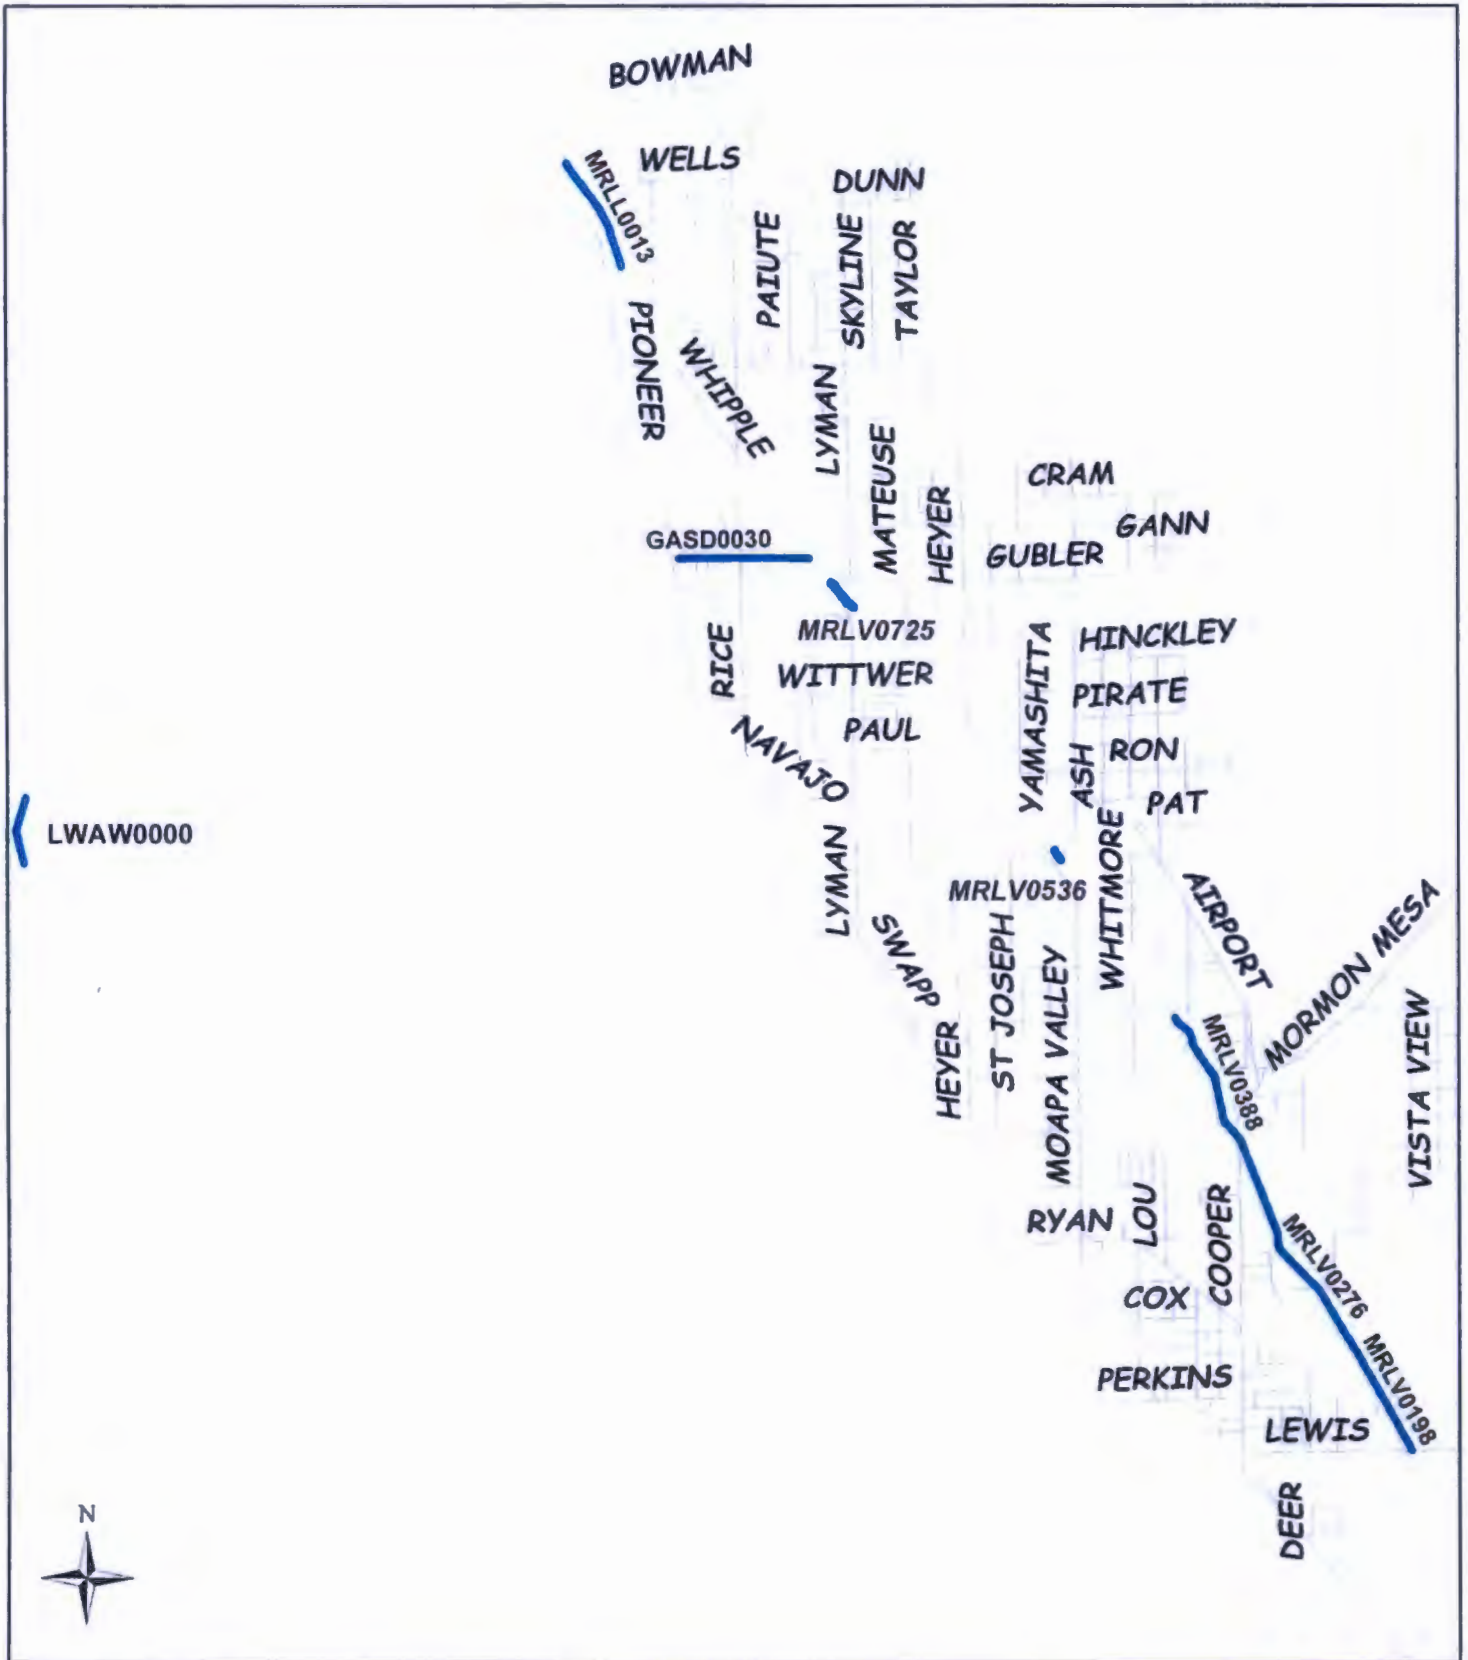 BOWMAN
WELLS
MRLL0013
DUNN
PAIUTE
SKYLINE
TAYLOR
PIONEER
WHIPPLE
LYMAN
MATEUSE
CRAM
HEYER
GANN
GASD0030
GUBLER
RICE
MRLV0725
YAMASHITA
HINCKLEY
WITTWER
PIRATE
NAVAJO
PAUL
ASH
RON
PAT
LWAW0000
LYMAN
WHITMORE
MRLV0536
AIRPORT
MORMON MESA
SWAPP
ST JOSEPH
MOAPA VALLEY
HEYER
MRLV0388
VISTA VIEW
RYAN
LOU
COOPER
MRLV0276
COX
MRLV0198
PERKINS
LEWIS
DEER
N